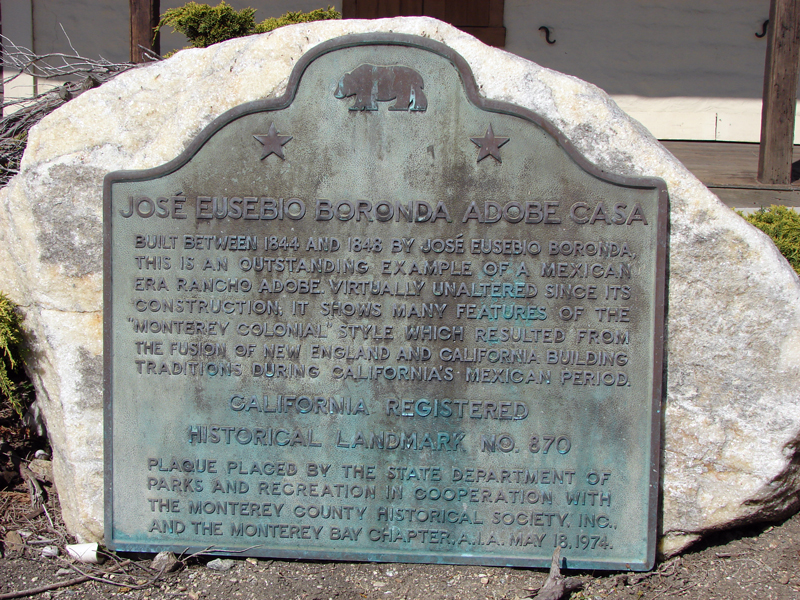 JOSÉ EUSEBIO BORONDA ADOBE CASA
BUILT BETWEEN 1844 AND 1848 BY JOSÉ EUSEBIO BORONDA,
THIS IS AN OUTSTANDING EXAMPLE OF A MEXICAN
ERA RANCHO ADOBE. VIRTUALLY UNALTERED SINCE ITS
CONSTRUCTION, IT SHOWS MANY FEATURES OF THE
"MONTEREY COLONIAL" STYLE WHICH RESULTED FROM
THE FUSION OF NEW ENGLAND AND CALIFORNIA BUILDING
TRADITIONS DURING CALIFORNIA'S MEXICAN PERIOD.
CALIFORNIA REGISTERED
HISTORICAL LANDMARK NO. 870
PLAQUE PLACED BY THE STATE DEPARTMENT OF
PARKS AND RECREATION IN COOPERATION WITH
THE MONTEREY COUNTY HISTORICAL SOCIETY, INC.,
AND THE MONTEREY BAY CHAPTER, A.I.A. MAY 18, 1974.